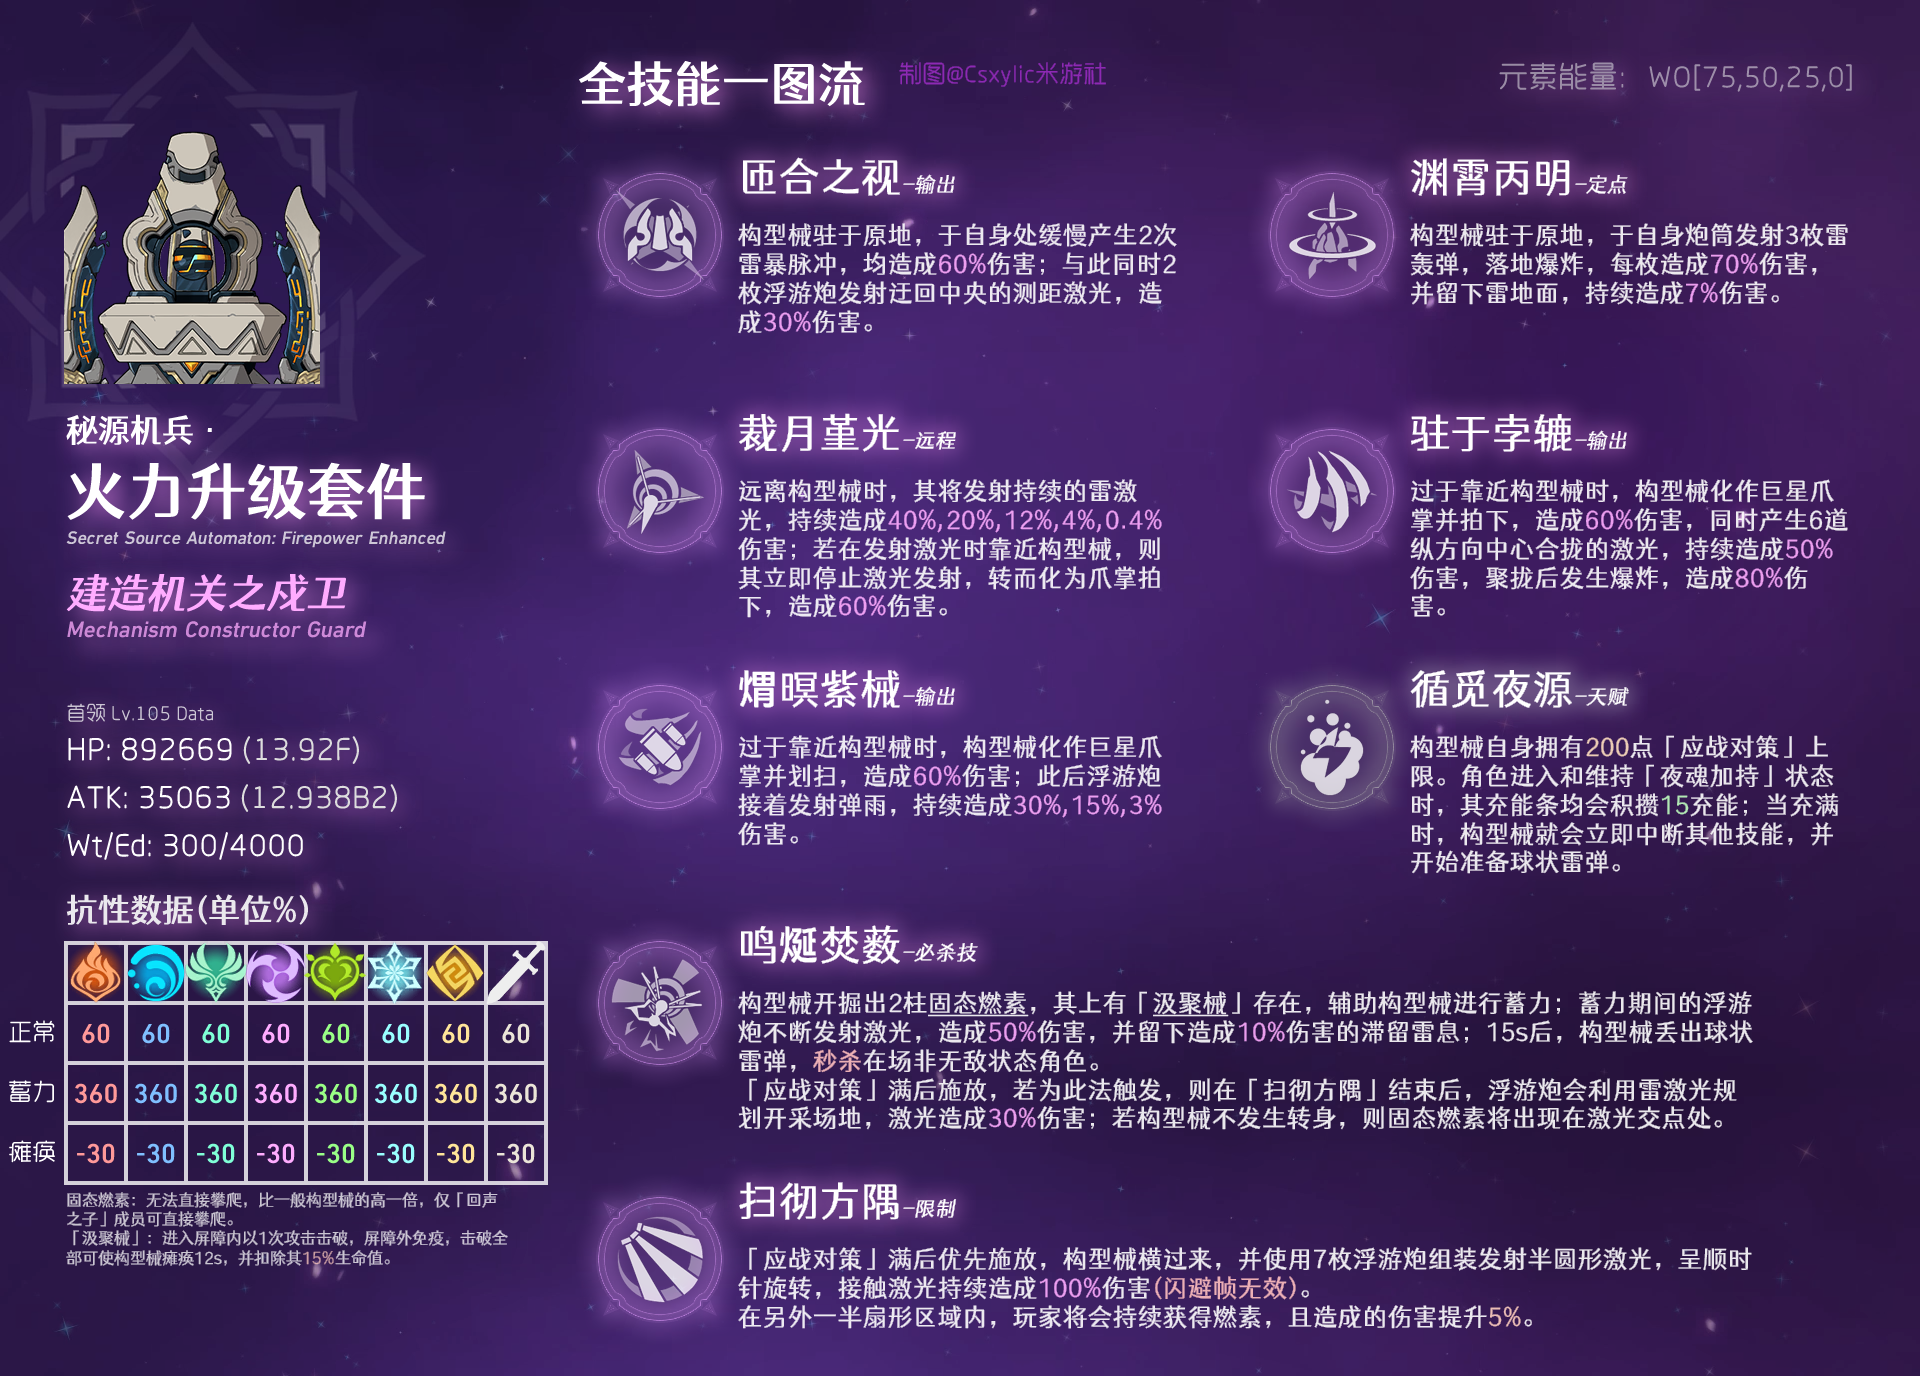 全技能一图流
制图@Csxylic米游社
元素能量： W0[75,50,25,0]
秘源机兵·
火力升级套件
Secret Source Automaton: Firepower Enhanced
建造机关之戍卫
Mechanism Constructor Guard
首领 Lv.105 Data
HP: 892669 (13.92F)
ATK: 35063 (12.938B2)
Wt/Ed: 300/4000
抗性数据(单位%)
正常 60 60 60 60 60 60 60 60
蓄力 360 360 360 360 360 360 360 360
瘫痪 -30 -30 -30 -30 -30 -30 -30 -30
固态燃素：无法直接攀爬，比一般构型械的高一倍，仅「回声
之子」成员可直接攀爬。
「汲聚械」：进入屏障内以1次攻击击破，屏障外免疫，击破全
部可使构型械瘫痪12s，并扣除其15%生命值。
匝合之视–输出
构型械驻于原地，于自身处缓慢产生2次
雷暴脉冲，均造成60%伤害；与此同时2
枚浮游炮发射迂回中央的测距激光，造
成30%伤害。
渊霄丙明–定点
构型械驻于原地，于自身炮筒发射3枚雷
轰弹，落地爆炸，每枚造成70%伤害，
并留下雷地面，持续造成7%伤害。
裁月堇光–远程
远离构型械时，其将发射持续的雷激
光，持续造成40%,20%,12%,4%,0.4%
伤害；若在发射激光时靠近构型械，则
其立即停止激光发射，转而化为爪掌拍
下，造成60%伤害。
驻于孛辘–输出
过于靠近构型械时，构型械化作巨星爪
掌并拍下，造成60%伤害，同时产生6道
纵方向中心合拢的激光，持续造成50%
伤害，聚拢后发生爆炸，造成80%伤
害。
煟暝紫械–输出
过于靠近构型械时，构型械化作巨星爪
掌并划扫，造成60%伤害；此后浮游炮
接着发射弹雨，持续造成30%,15%,3%
伤害。
循觅夜源–天赋
构型械自身拥有200点「应战对策」上
限。角色进入和维持「夜魂加持」状态
时，其充能条均会积攒15充能；当充满
时，构型械就会立即中断其他技能，并
开始准备球状雷弹。
鸣烻焚薮–必杀技
构型械开掘出2柱固态燃素，其上有「汲聚械」存在，辅助构型械进行蓄力；蓄力期间的浮游
炮不断发射激光，造成50%伤害，并留下造成10%伤害的滞留雷息；15s后，构型械丢出球状
雷弹，秒杀在场非无敌状态角色。
「应战对策」满后施放，若为此法触发，则在「扫彻方隅」结束后，浮游炮会利用雷激光规
划开采场地，激光造成30%伤害；若构型械不发生转身，则固态燃素将出现在激光交点处。
扫彻方隅–限制
「应战对策」满后优先施放，构型械横过来，并使用7枚浮游炮组装发射半圆形激光，呈顺时
针旋转，接触激光持续造成100%伤害(闪避帧无效)。
在另外一半扇形区域内，玩家将会持续获得燃素，且造成的伤害提升5%。